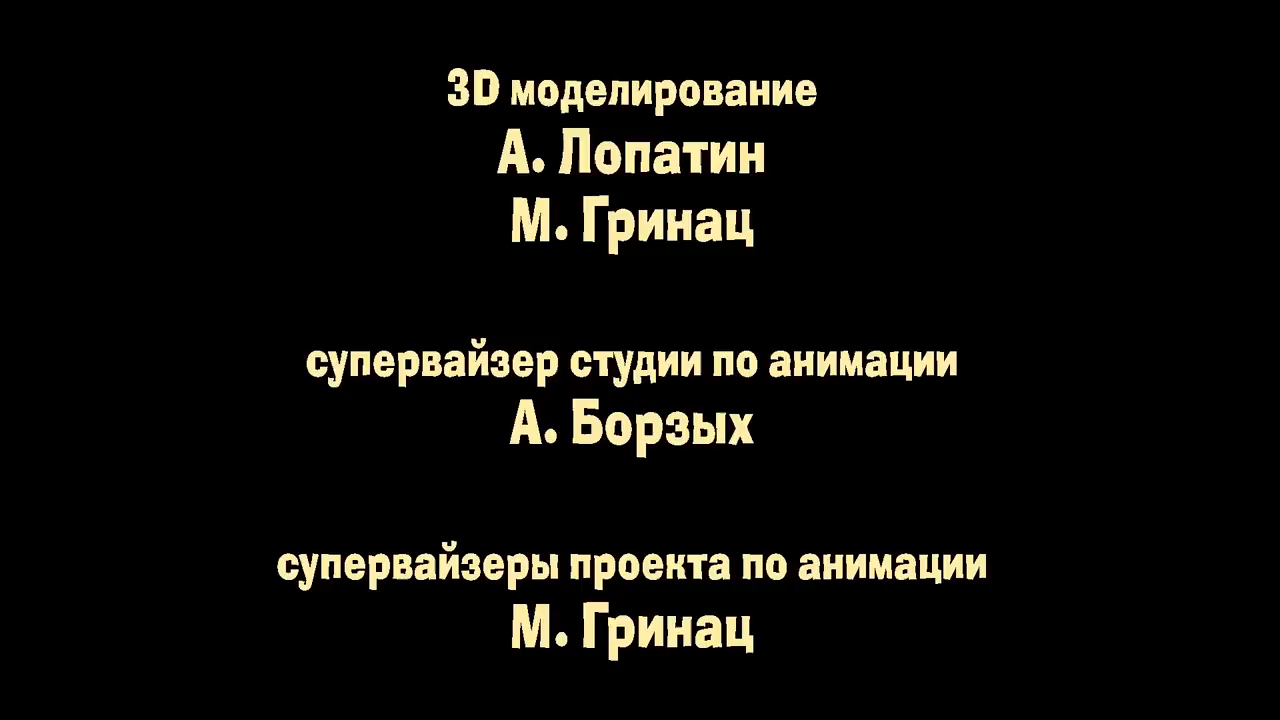 3D моделирование
А. Лопатин
М. Гринац
супервайзер студии по анимации
А. Борзых
супервайзеры проекта по анимации
М. Гринац